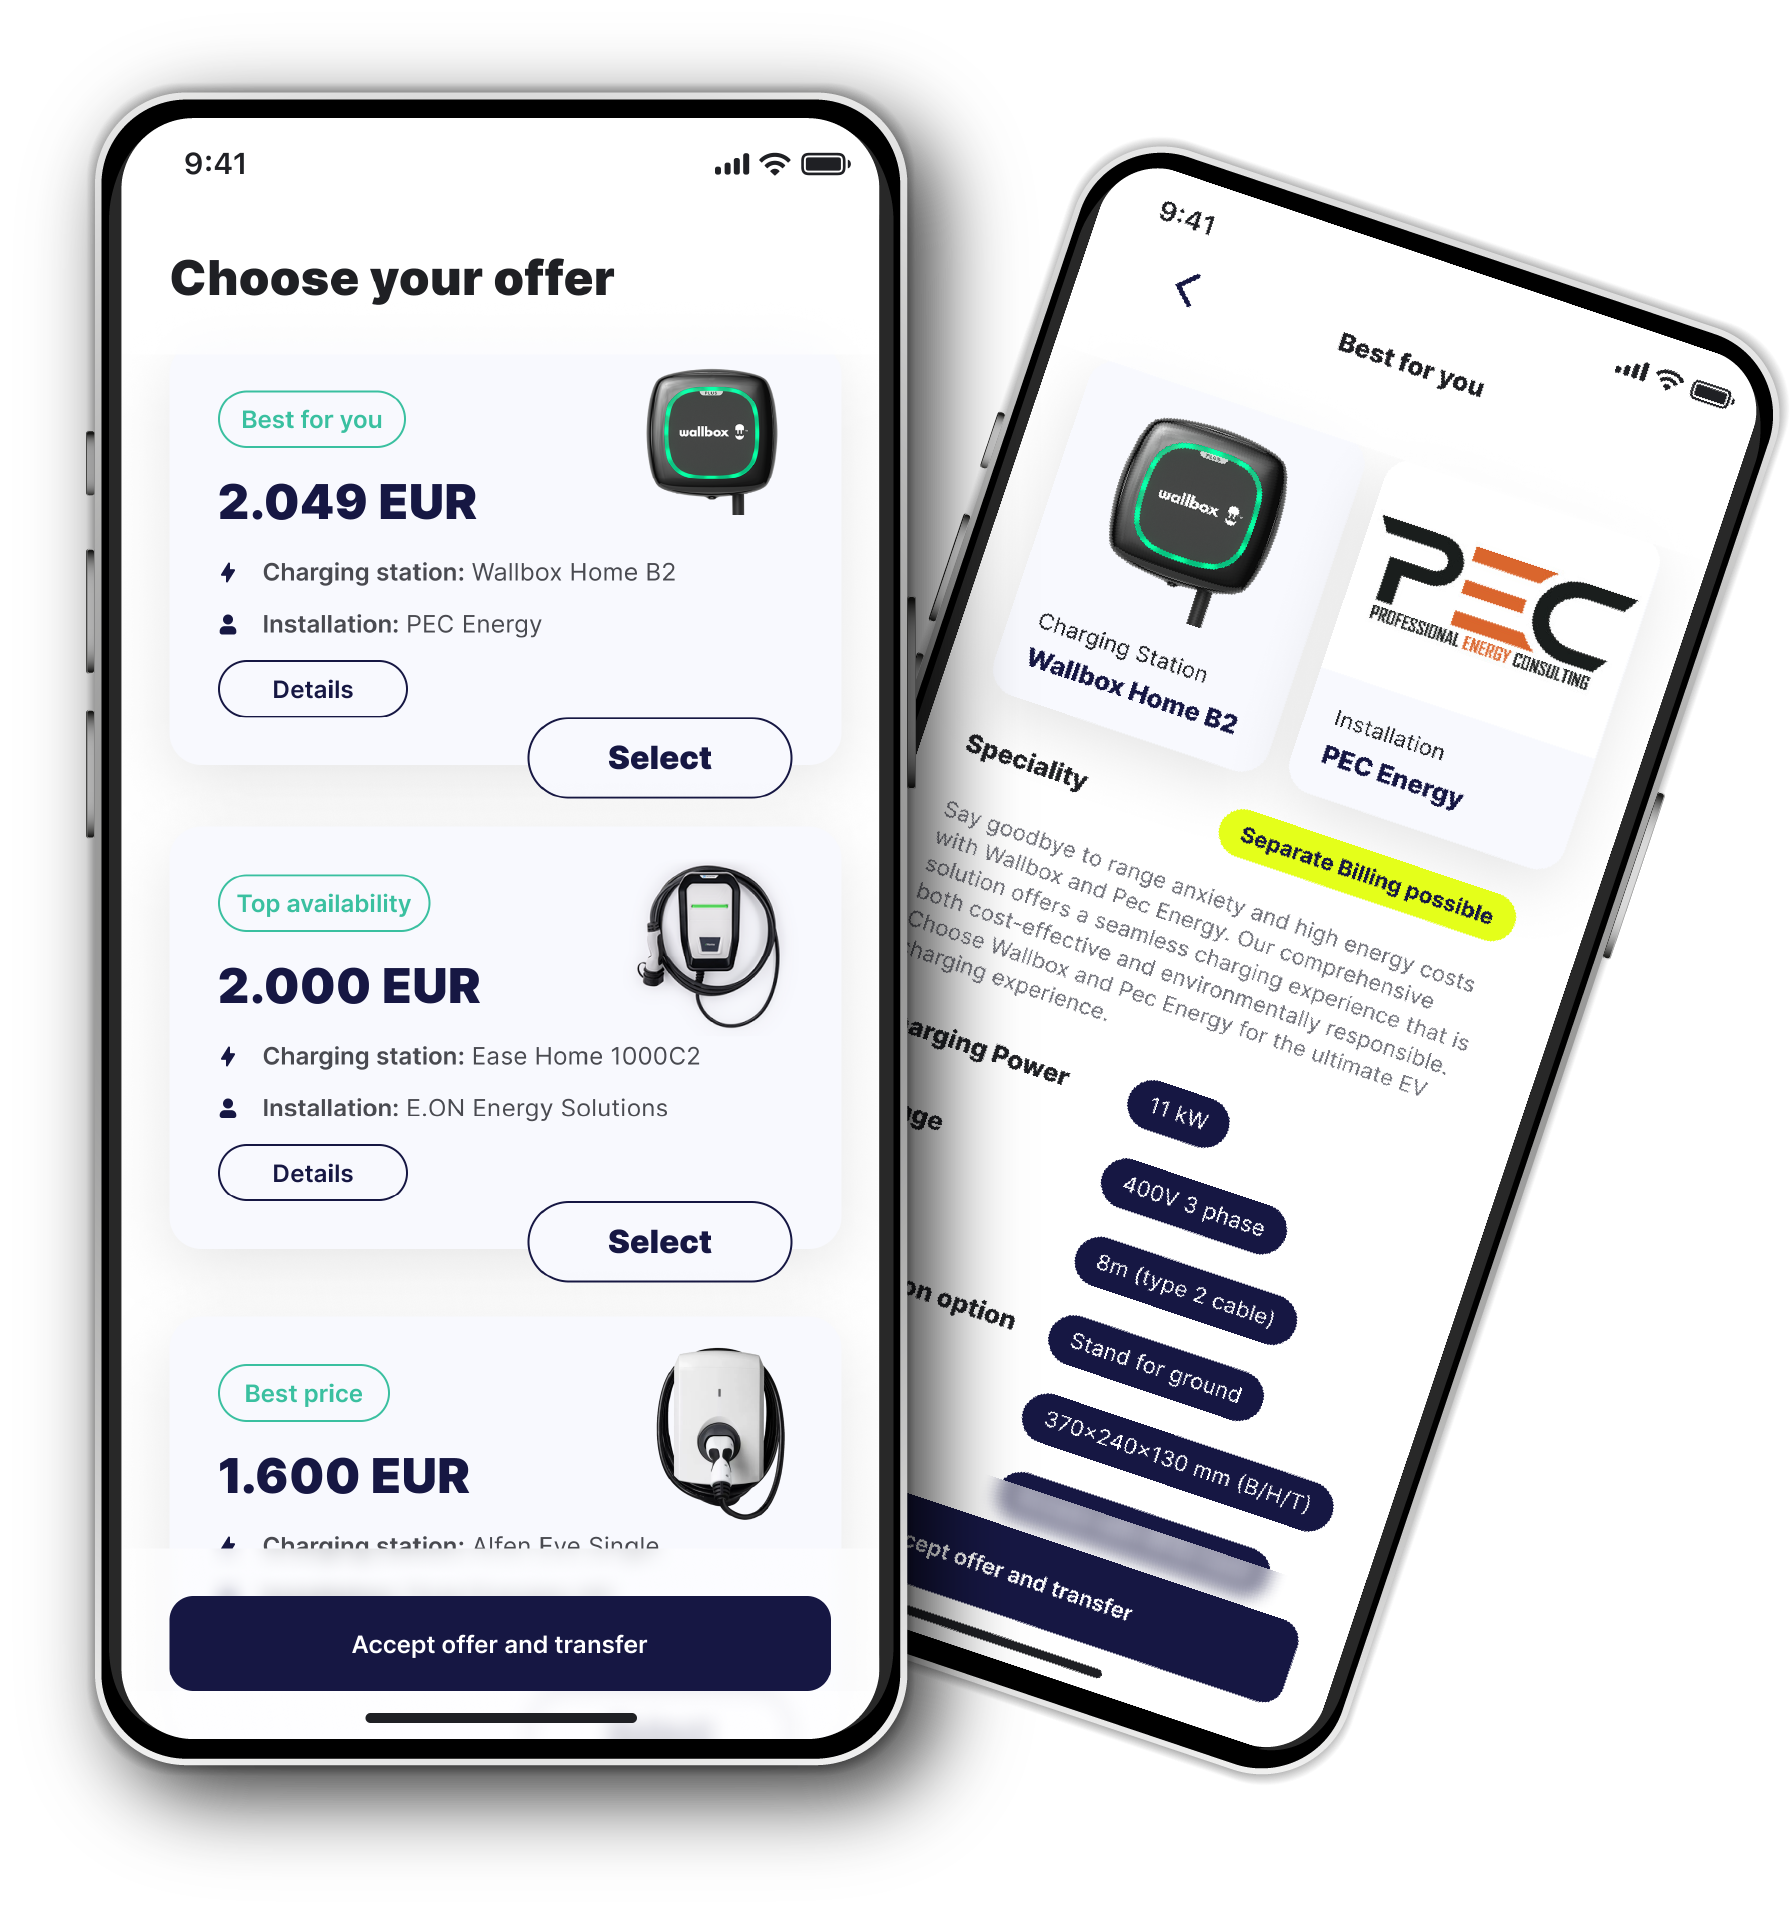 9:41
Choose your offer
Best for you
2.049 EUR
PLUS
wallbox
Charging station: Wallbox Home B2
Installation: PEC Energy
Details
Select
Top availability
2.000 EUR
Charging station: Ease Home 1000C2
Installation: E.ON Energy Solutions
Details
Select
Best price
1.600 EUR
Charging station: Alfen Eve Single
Accept offer and transfer
9:41
Best for you
PLUS
wallbox
Charging Station
Wallbox Home B2
PEC
PROFESSIONAL ENERGY CONSULTING
Installation
PEC Energy
Speciality
Separate Billing possible
Say goodbye to range anxiety and high energy costs
with Wallbox and Pec Energy. Our comprehensive
solution offers a seamless charging experience that is
both cost-effective and environmentally responsible.
Choose Wallbox and Pec Energy for the ultimate EV
harging experience.
arging Power
11 kW
ge
400V 3 phase
8m (type 2 cable)
on option
Stand for ground
370×240×130 mm (B/H/T)
cept offer and transfer